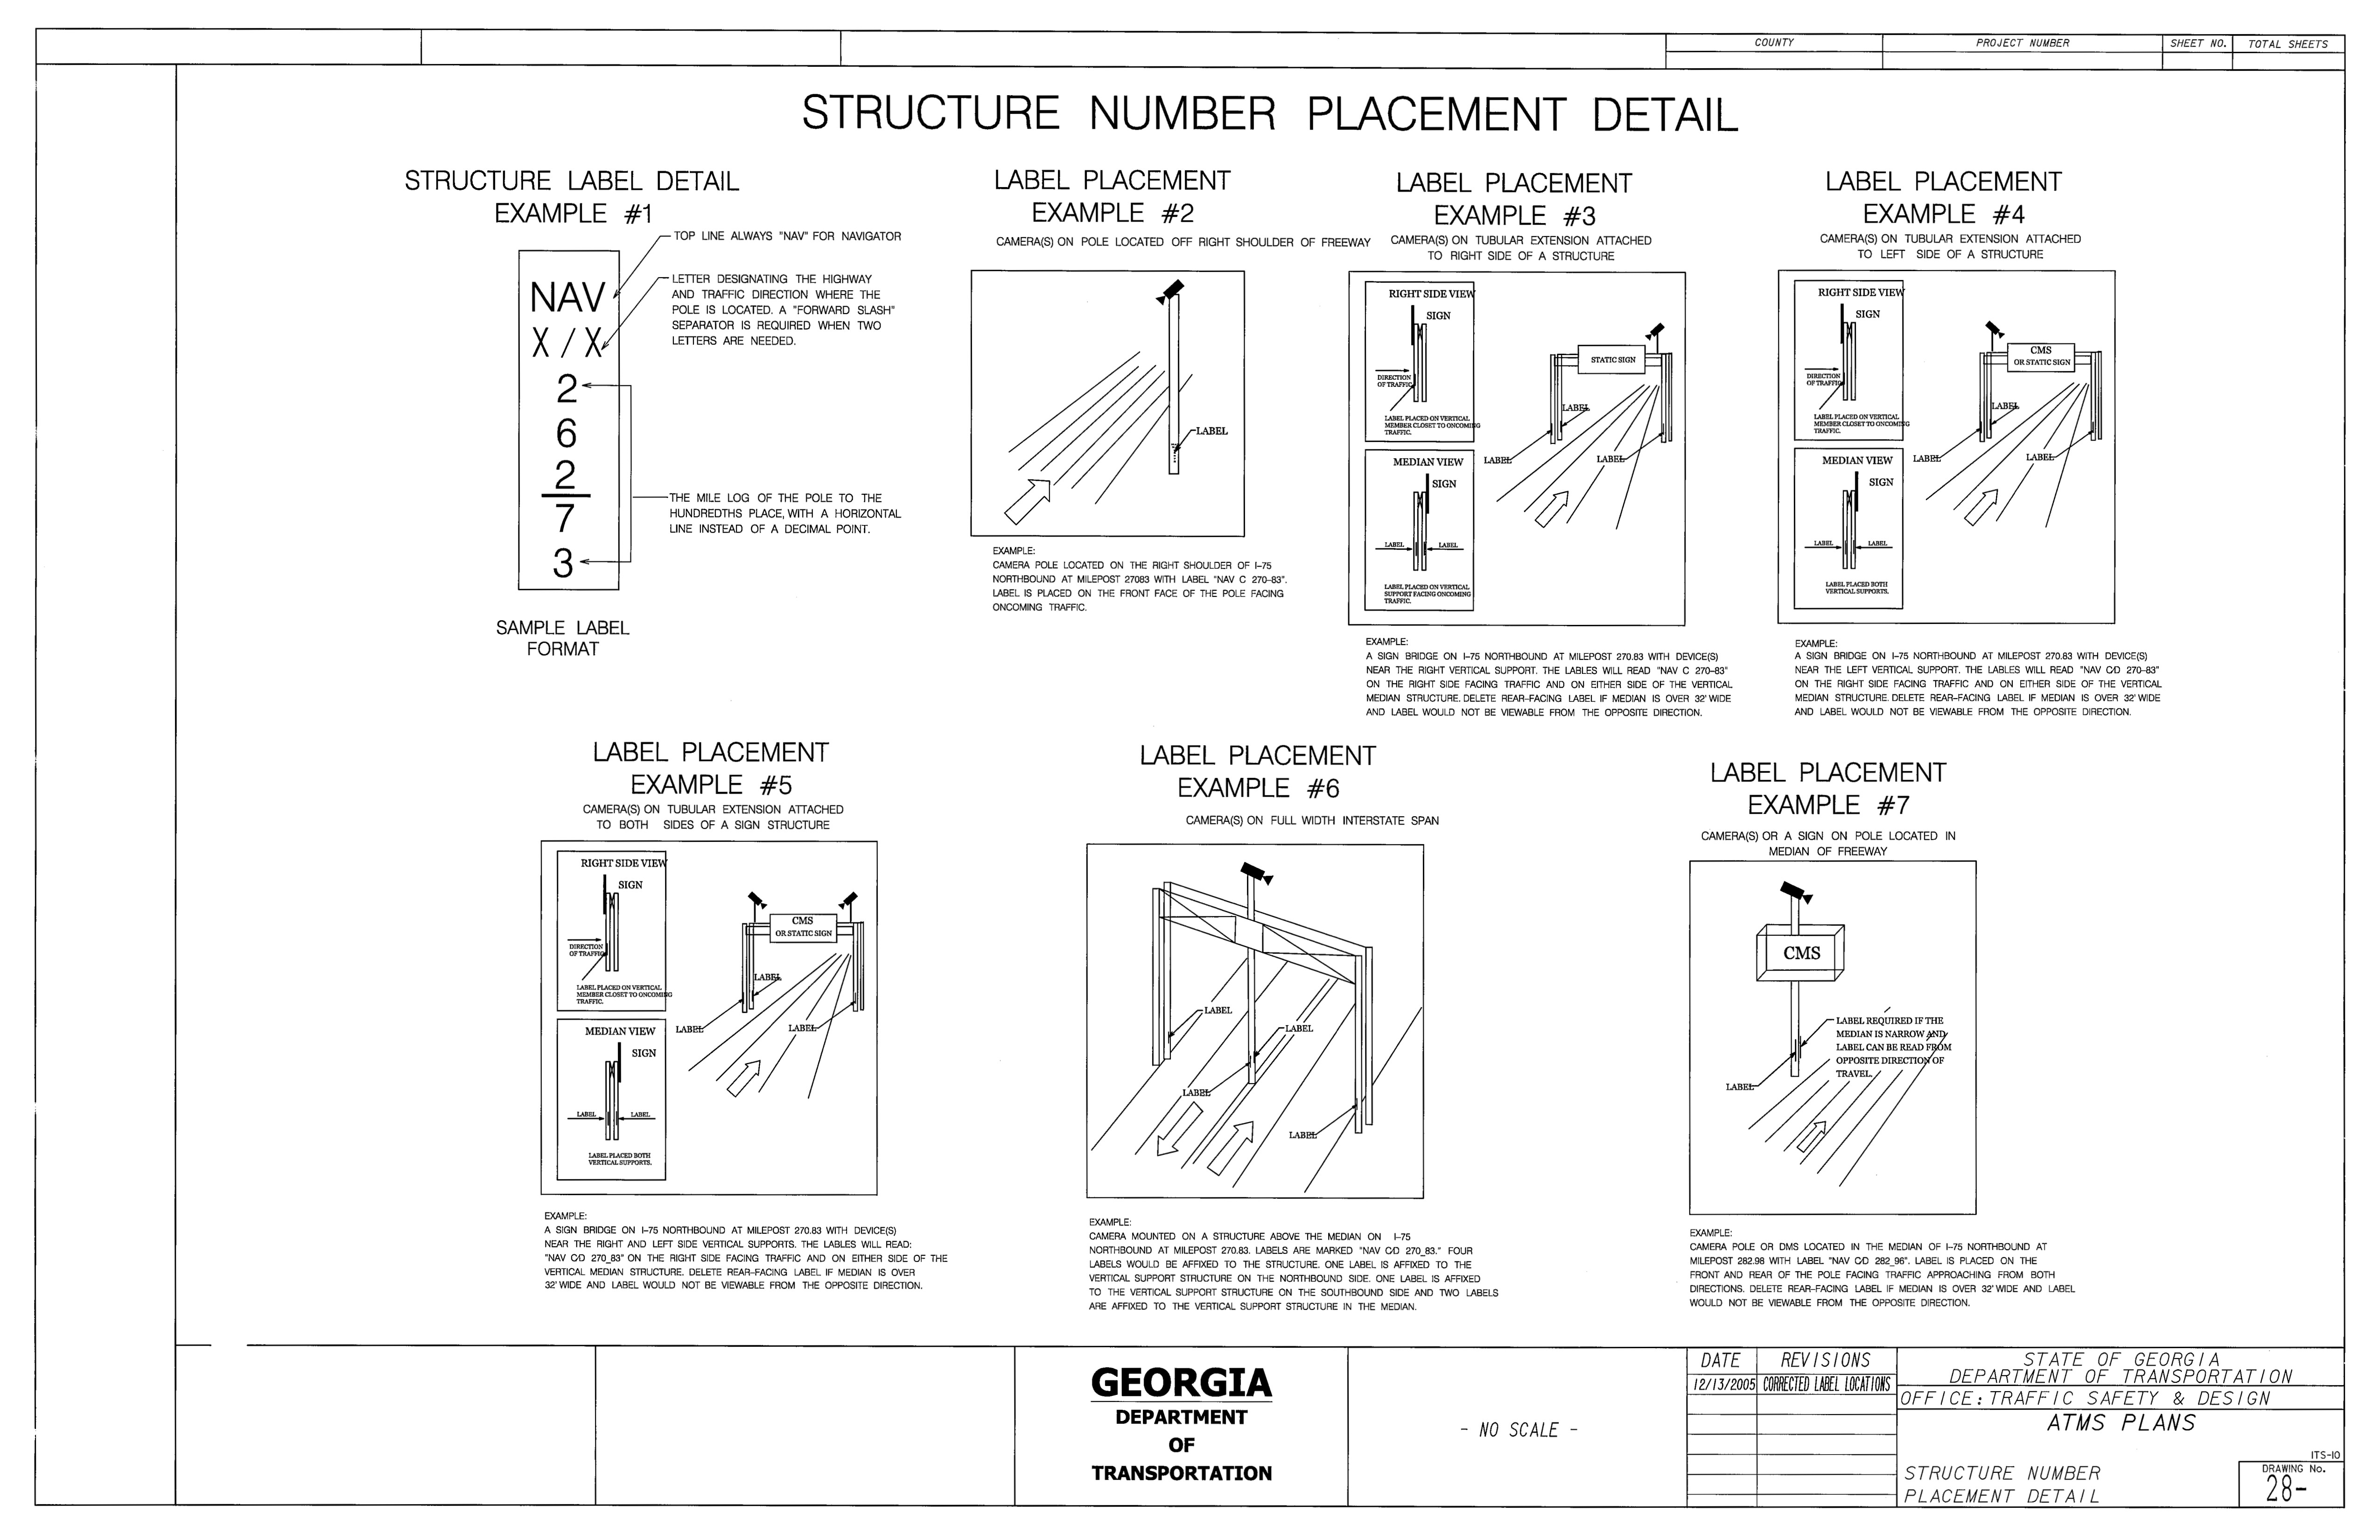 COUNTY
PROJECT NUMBER
SHEET NO.
TOTAL SHEETS
STRUCTURE NUMBER PLACEMENT DETAIL
STRUCTURE LABEL DETAIL
EXAMPLE #1
TOP LINE ALWAYS "NAV" FOR NAVIGATOR
LETTER DESIGNATING THE HIGHWAY
AND TRAFFIC DIRECTION WHERE THE
POLE IS LOCATED. A "FORWARD SLASH"
SEPARATOR IS REQUIRED WHEN TWO
LETTERS ARE NEEDED.
NAV
X / X
2
6
2
7
3
THE MILE LOG OF THE POLE TO THE
HUNDREDTHS PLACE, WITH A HORIZONTAL
LINE INSTEAD OF A DECIMAL POINT.
SAMPLE LABEL
FORMAT
LABEL PLACEMENT
EXAMPLE #2
CAMERA(S) ON POLE LOCATED OFF RIGHT SHOULDER OF FREEWAY
LABEL
EXAMPLE:
CAMERA POLE LOCATED ON THE RIGHT SHOULDER OF I-75
NORTHBOUND AT MILEPOST 27083 WITH LABEL "NAV C 270-83".
LABEL IS PLACED ON THE FRONT FACE OF THE POLE FACING
ONCOMING TRAFFIC.
LABEL PLACEMENT
EXAMPLE #3
CAMERA(S) ON TUBULAR EXTENSION ATTACHED
TO RIGHT SIDE OF A STRUCTURE
RIGHT SIDE VIEW
SIGN
DIRECTION
OF TRAFFIC
LABEL PLACED ON VERTICAL
MEMBER CLOSET TO ONCOMING
TRAFFIC.
MEDIAN VIEW
SIGN
LABEL
LABEL
LABEL PLACED ON VERTICAL
SUPPORT FACING ONCOMING
TRAFFIC.
STATIC SIGN
LABEL
LABEL
LABEL
EXAMPLE:
A SIGN BRIDGE ON I-75 NORTHBOUND AT MILEPOST 270.83 WITH DEVICE(S)
NEAR THE RIGHT VERTICAL SUPPORT. THE LABLES WILL READ "NAV C 270-83"
ON THE RIGHT SIDE FACING TRAFFIC AND ON EITHER SIDE OF THE VERTICAL
MEDIAN STRUCTURE. DELETE REAR-FACING LABEL IF MEDIAN IS OVER 32' WIDE
AND LABEL WOULD NOT BE VIEWABLE FROM THE OPPOSITE DIRECTION.
LABEL PLACEMENT
EXAMPLE #4
CAMERA(S) ON TUBULAR EXTENSION ATTACHED
TO LEFT SIDE OF A STRUCTURE
RIGHT SIDE VIEW
SIGN
DIRECTION
OF TRAFFIC
LABEL PLACED ON VERTICAL
MEMBER CLOSET TO ONCOMING
TRAFFIC.
MEDIAN VIEW
SIGN
LABEL
LABEL
LABEL PLACED BOTH
VERTICAL SUPPORTS.
CMS
OR STATIC SIGN
LABEL
LABEL
LABEL
EXAMPLE:
A SIGN BRIDGE ON I-75 NORTHBOUND AT MILEPOST 270.83 WITH DEVICE(S)
NEAR THE LEFT VERTICAL SUPPORT. THE LABLES WILL READ "NAV C/D 270-83"
ON THE RIGHT SIDE FACING TRAFFIC AND ON EITHER SIDE OF THE VERTICAL
MEDIAN STRUCTURE. DELETE REAR-FACING LABEL IF MEDIAN IS OVER 32' WIDE
AND LABEL WOULD NOT BE VIEWABLE FROM THE OPPOSITE DIRECTION.
LABEL PLACEMENT
EXAMPLE #5
CAMERA(S) ON TUBULAR EXTENSION ATTACHED
TO BOTH SIDES OF A SIGN STRUCTURE
RIGHT SIDE VIEW
SIGN
DIRECTION
OF TRAFFIC
LABEL PLACED ON VERTICAL
MEMBER CLOSET TO ONCOMING
TRAFFIC.
MEDIAN VIEW
SIGN
LABEL
LABEL
LABEL PLACED BOTH
VERTICAL SUPPORTS.
CMS
OR STATIC SIGN
LABEL
LABEL
LABEL
EXAMPLE:
A SIGN BRIDGE ON I-75 NORTHBOUND AT MILEPOST 270.83 WITH DEVICE(S)
NEAR THE RIGHT AND LEFT SIDE VERTICAL SUPPORTS. THE LABLES WILL READ:
"NAV C/D 270_83" ON THE RIGHT SIDE FACING TRAFFIC AND ON EITHER SIDE OF THE
VERTICAL MEDIAN STRUCTURE. DELETE REAR-FACING LABEL IF MEDIAN IS OVER
32' WIDE AND LABEL WOULD NOT BE VIEWABLE FROM THE OPPOSITE DIRECTION.
LABEL PLACEMENT
EXAMPLE #6
CAMERA(S) ON FULL WIDTH INTERSTATE SPAN
LABEL
LABEL
LABEL
LABEL
EXAMPLE:
CAMERA MOUNTED ON A STRUCTURE ABOVE THE MEDIAN ON I-75
NORTHBOUND AT MILEPOST 270.83. LABELS ARE MARKED "NAV C/D 270_83." FOUR
LABELS WOULD BE AFFIXED TO THE STRUCTURE. ONE LABEL IS AFFIXED TO THE
VERTICAL SUPPORT STRUCTURE ON THE NORTHBOUND SIDE. ONE LABEL IS AFFIXED
TO THE VERTICAL SUPPORT STRUCTURE ON THE SOUTHBOUND SIDE AND TWO LABELS
ARE AFFIXED TO THE VERTICAL SUPPORT STRUCTURE IN THE MEDIAN.
LABEL PLACEMENT
EXAMPLE #7
CAMERA(S) OR A SIGN ON POLE LOCATED IN
MEDIAN OF FREEWAY
CMS
LABEL REQUIRED IF THE
MEDIAN IS NARROW AND
LABEL CAN BE READ FROM
OPPOSITE DIRECTION OF
TRAVEL.
LABEL
EXAMPLE:
CAMERA POLE OR DMS LOCATED IN THE MEDIAN OF I-75 NORTHBOUND AT
MILEPOST 282.98 WITH LABEL "NAV C/D 282_96". LABEL IS PLACED ON THE
FRONT AND REAR OF THE POLE FACING TRAFFIC APPROACHING FROM BOTH
DIRECTIONS. DELETE REAR-FACING LABEL IF MEDIAN IS OVER 32' WIDE AND LABEL
WOULD NOT BE VIEWABLE FROM THE OPPOSITE DIRECTION.
GEORGIA
DEPARTMENT
OF
TRANSPORTATION
- NO SCALE -
DATE
REVISIONS
12/13/2005
CORRECTED LABEL LOCATIONS
STATE OF GEORGIA
DEPARTMENT OF TRANSPORTATION
OFFICE: TRAFFIC SAFETY & DESIGN
ATMS PLANS
ITS-10
STRUCTURE NUMBER
PLACEMENT DETAIL
DRAWING No.
28-